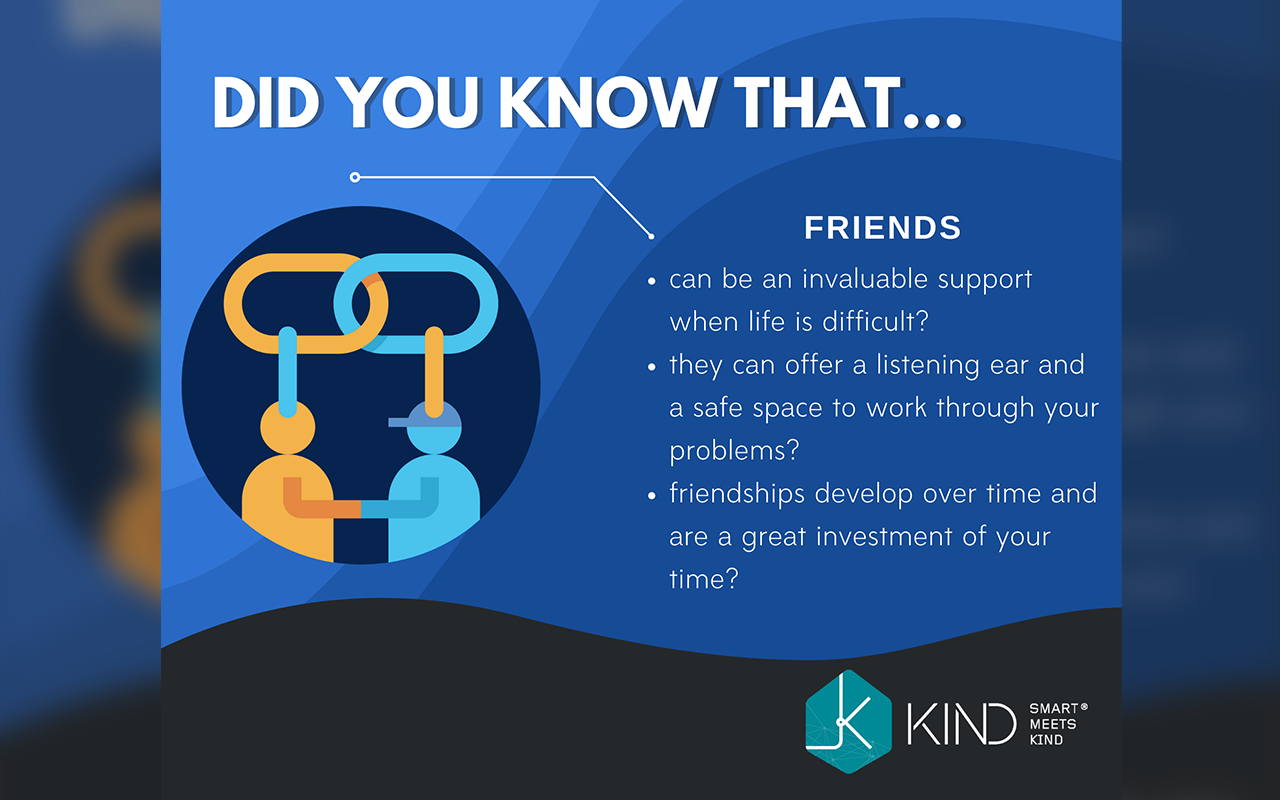 DID YOU KNOW THAT...
FRIENDS
• can be an invaluable support
when life is difficult?
• they can offer a listening ear and
a safe space to work through your
problems?
• friendships develop over time and
are a great investment of your
time?
KIND
SMART®
MEETS
KIND